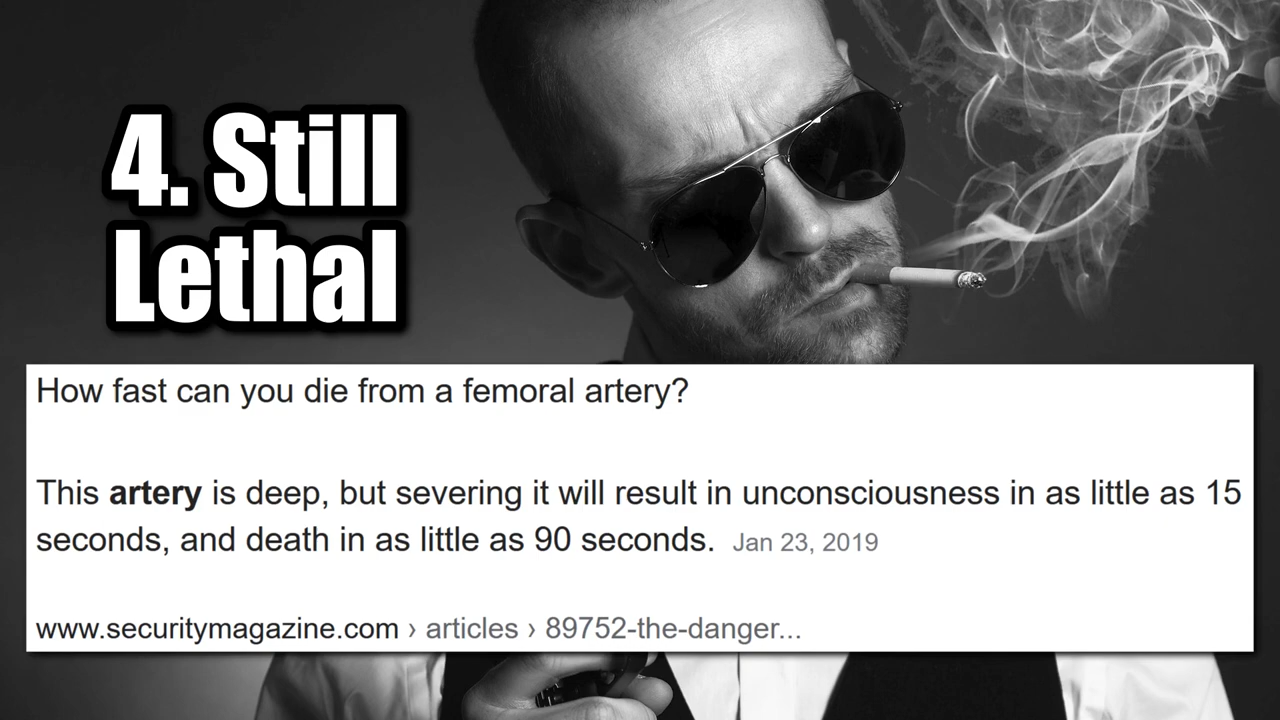 4. Still
Lethal
How fast can you die from a femoral artery?
This artery is deep, but severing it will result in unconsciousness in as little as 15
seconds, and death in as little as 90 seconds. Jan 23, 2019
www.securitymagazine.com › articles › 89752-the-danger...